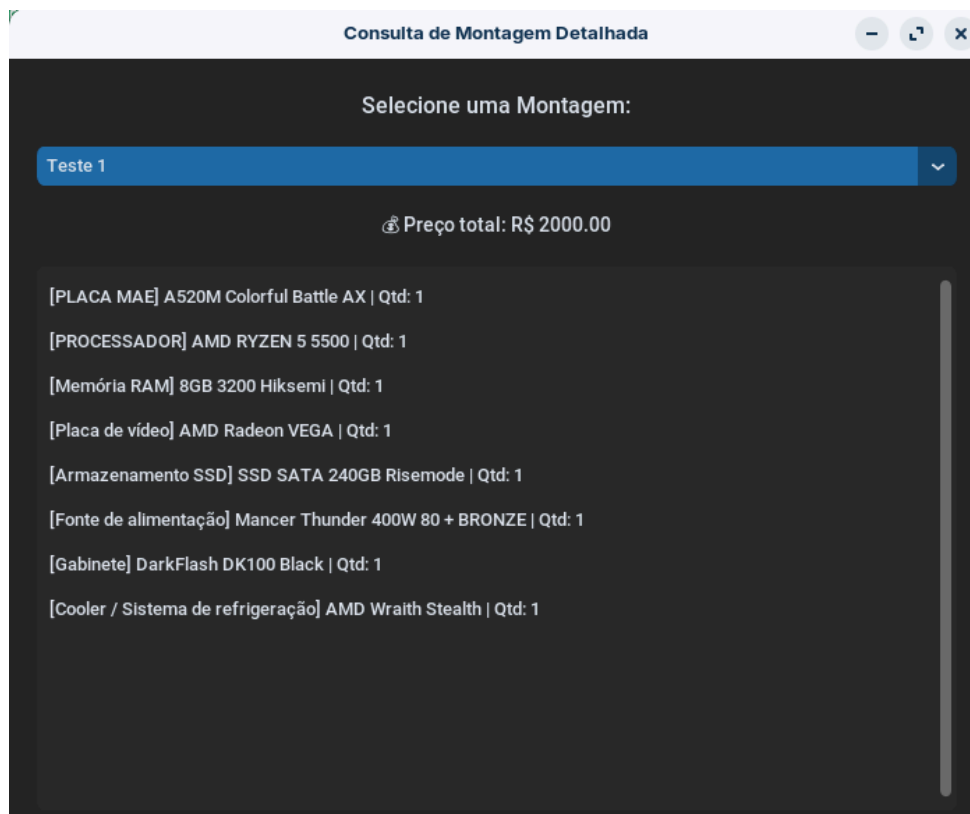 Consulta de Montagem Detalhada
Selecione uma Montagem:
Teste 1
💰 Preço total: R$ 2000.00
[PLACA MAE] A520M Colorful Battle AX | Qtd: 1
[PROCESSADOR] AMD RYZEN 5 5500 | Qtd: 1
[Memória RAM] 8GB 3200 Hiksemi | Qtd: 1
[Placa de vídeo] AMD Radeon VEGA | Qtd: 1
[Armazenamento SSD] SSD SATA 240GB Risemode | Qtd: 1
[Fonte de alimentação] Mancer Thunder 400W 80 + BRONZE | Qtd: 1
[Gabinete] DarkFlash DK100 Black | Qtd: 1
[Cooler / Sistema de refrigeração] AMD Wraith Stealth | Qtd: 1